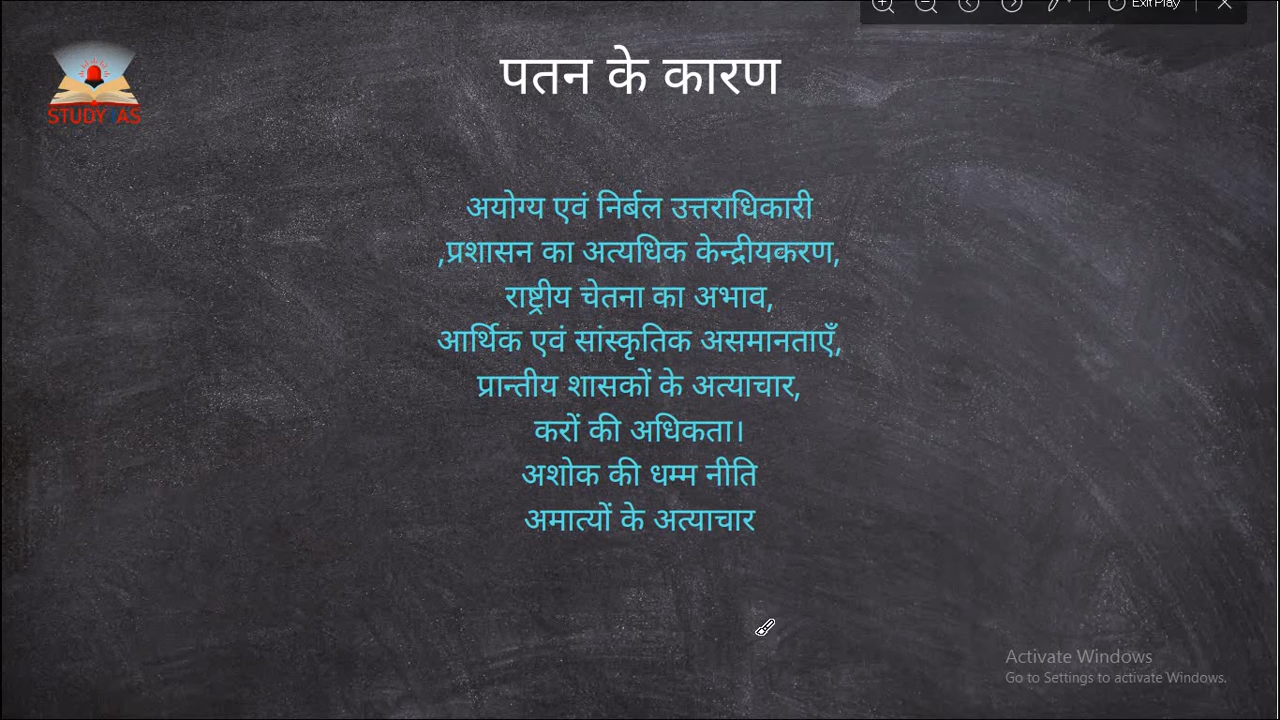 Exit Play
STUDY AS
पतन के कारण
अयोग्य एवं निर्बल उत्तराधिकारी
,प्रशासन का अत्यधिक केन्द्रीयकरण,
राष्ट्रीय चेतना का अभाव,
आर्थिक एवं सांस्कृतिक असमानताएँ,
प्रान्तीय शासकों के अत्याचार,
करों की अधिकता।
अशोक की धम्म नीति
अमात्यों के अत्याचार
Activate Windows
Go to Settings to activate Windows.